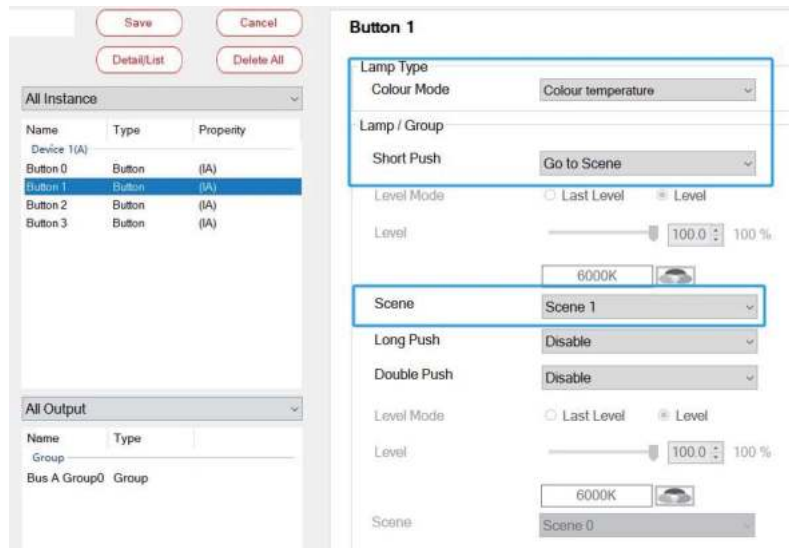 Save Cancel
Detail/List Delete All
All Instance
Name Type Properity
Device 1(A)
Button 0 Button (IA)
Button 1 Button (IA)
Button 2 Button (IA)
Button 3 Button (IA)
All Output
Name Type
Group
Bus A Group0 Group
Button 1
Lamp Type
Colour Mode Colour temperature
Lamp / Group
Short Push Go to Scene
Level Mode Last Level Level
Level 100.0 100 %
6000K
Scene Scene 1
Long Push Disable
Double Push Disable
Level Mode Last Level Level
Level 100.0 100 %
6000K
Scene Scene 0